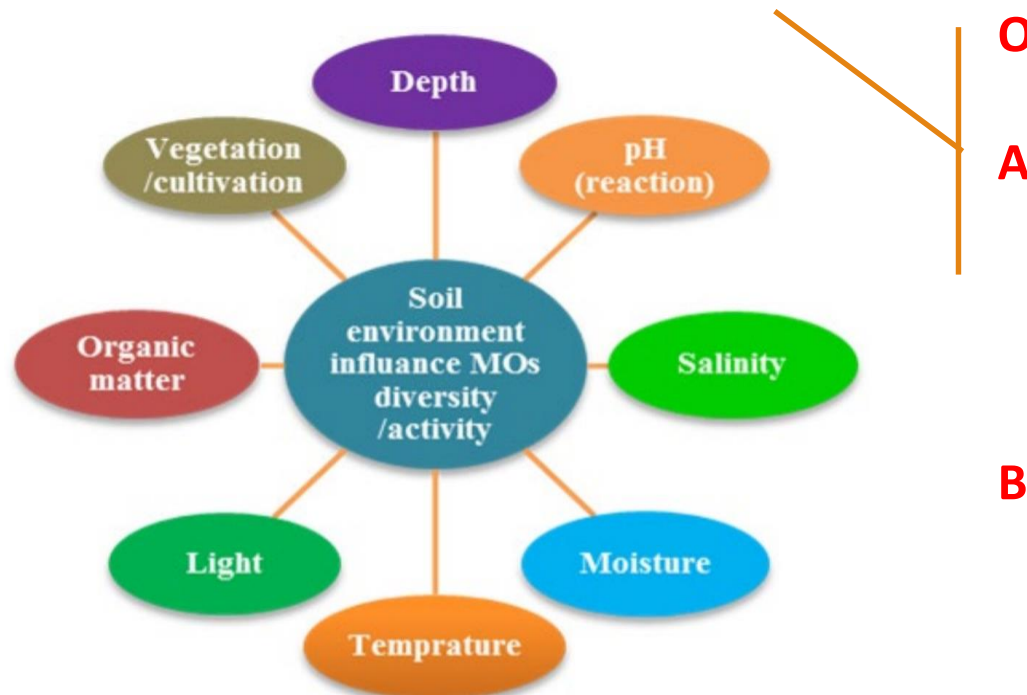 Depth
Vegetation
/cultivation
pH
(reaction)
Organic
matter
Soil
environment
influance MOs
diversity
/activity
Salinity
Light
Moisture
Temprature
O
A
B